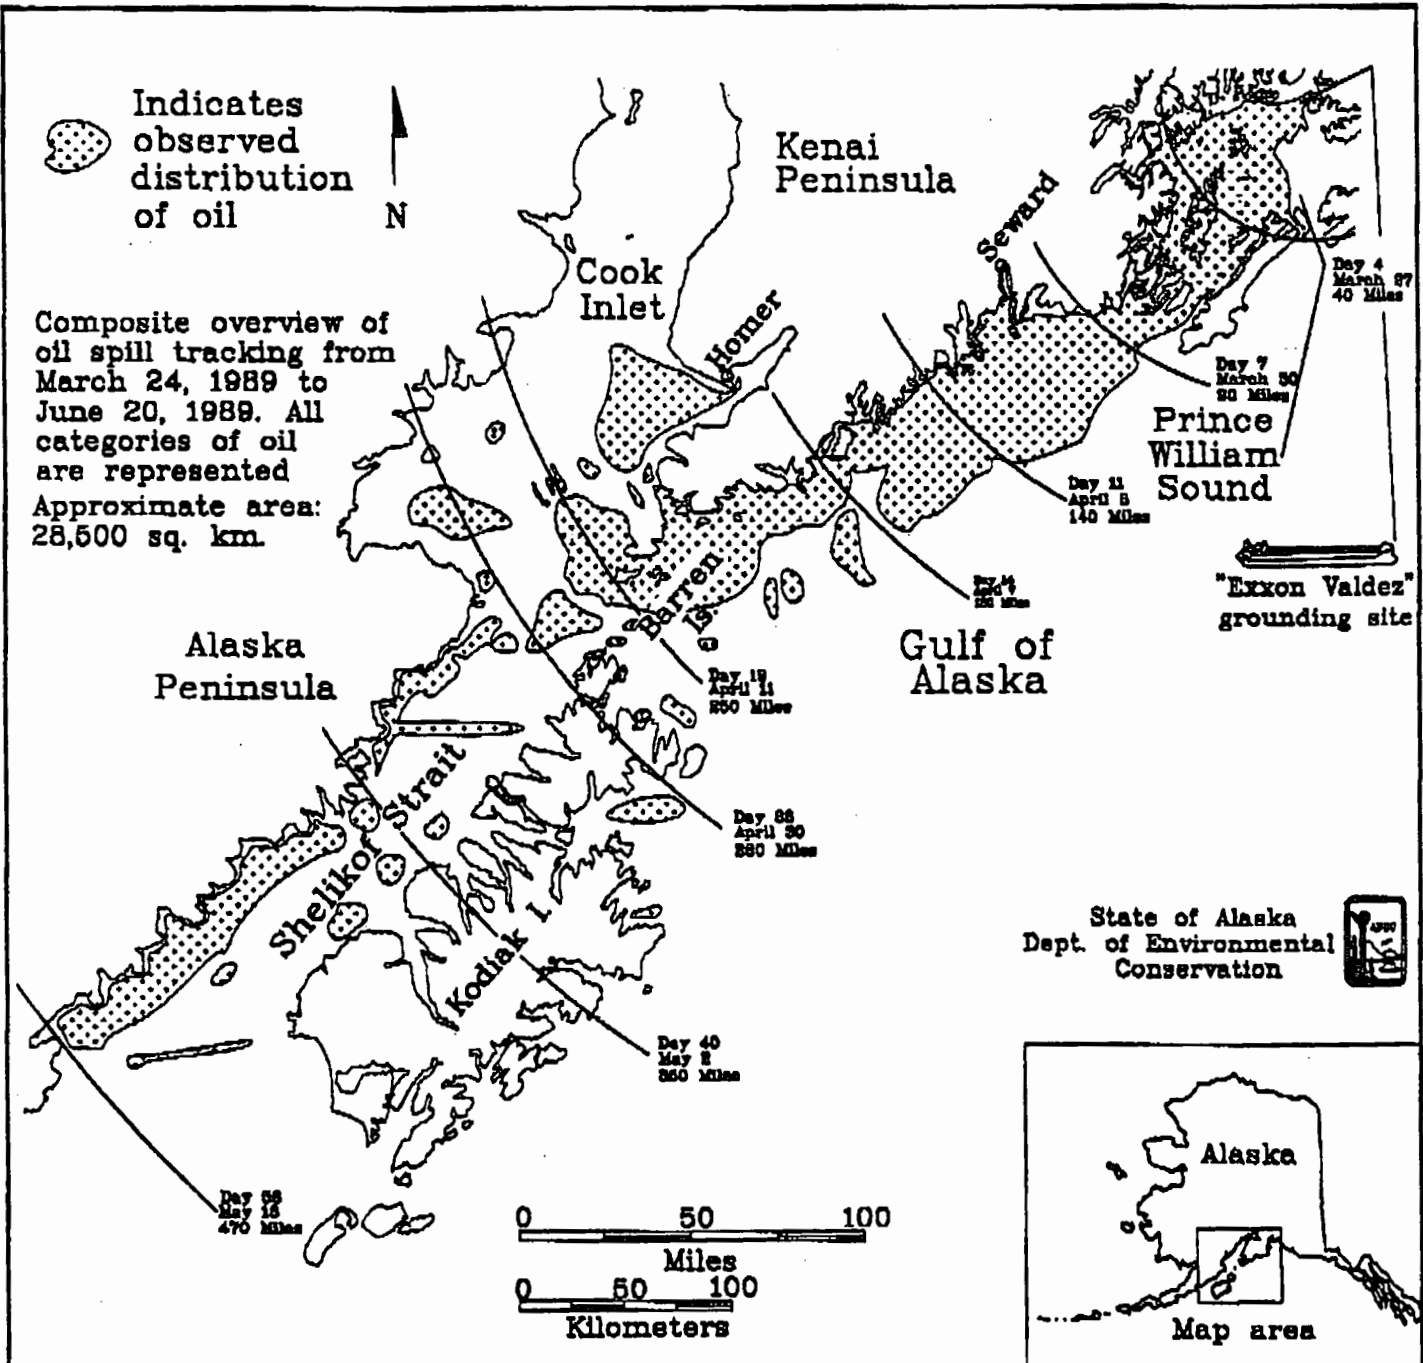 Indicates
observed
distribution
of oil
N
Kenai
Peninsula
Seward
Cook
Inlet
Homer
Composite overview of
oil spill tracking from
March 24, 1989 to
June 20, 1989. All
categories of oil
are represented
Approximate area:
28,500 sq. km.
Day 4
March 27
40 Miles
Day 7
March 30
90 Miles
Prince
William
Sound
Day 11
140 Miles
"Exxon Valdez"
grounding site
Barren
Is.
Gulf of
Alaska
Alaska
Peninsula
Day 19
April 11
250 Miles
Shelikof Strait
April 30
280 Miles
Kodiak I.
State of Alaska
Dept. of Environmental
Conservation
Day 40
May 2
360 Miles
Day 56
May 18
470 Miles
0 50 100
Miles
0 50 100
Kilometers
Alaska
Map area